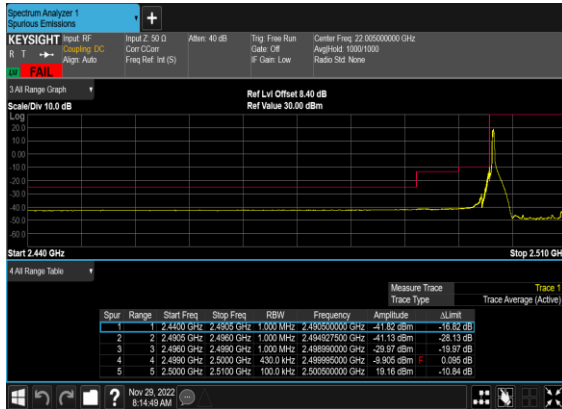 Spectrum Analyzer 1
Spurious Emissions
KEYSIGHT Input: RF Input Z: 50 Ω Atten: 40 dB Trig: Free Run Center Freq: 22.005000000 GHz
R T Coupling: DC Corr CCorr Gate: Off Avg|Hold: 1000/1000
Align: Auto Freq Ref: Int (S) IF Gain: Low Radio Std: None
FAIL
3 All Range Graph
Ref Lvl Offset 8.40 dB
Scale/Div 10.0 dB Ref Value 30.00 dBm
Log
20.0
10.0
0.00
-10.0
-20.0
-30.0
-40.0
-50.0
-60.0
Start 2.440 GHz Stop 2.510 GH
4 All Range Table
Measure Trace Trace 1
Trace Type Trace Average (Active)
Spur Range Start Freq Stop Freq RBW Frequency Amplitude ΔLimit
1 1 2.4400 GHz 2.4905 GHz 1.000 MHz 2.490500000 GHz -41.82 dBm -16.82 dB
2 2 2.4905 GHz 2.4960 GHz 1.000 MHz 2.494927500 GHz -41.13 dBm -28.13 dB
3 3 2.4960 GHz 2.4990 GHz 1.000 MHz 2.498990000 GHz -29.97 dBm -19.97 dB
4 4 2.4990 GHz 2.5000 GHz 430.0 kHz 2.499995000 GHz -9.905 dBm F 0.095 dB
5 5 2.5000 GHz 2.5100 GHz 100.0 kHz 2.500500000 GHz 19.16 dBm -10.84 dB
Nov 29, 2022
8:14:49 AM